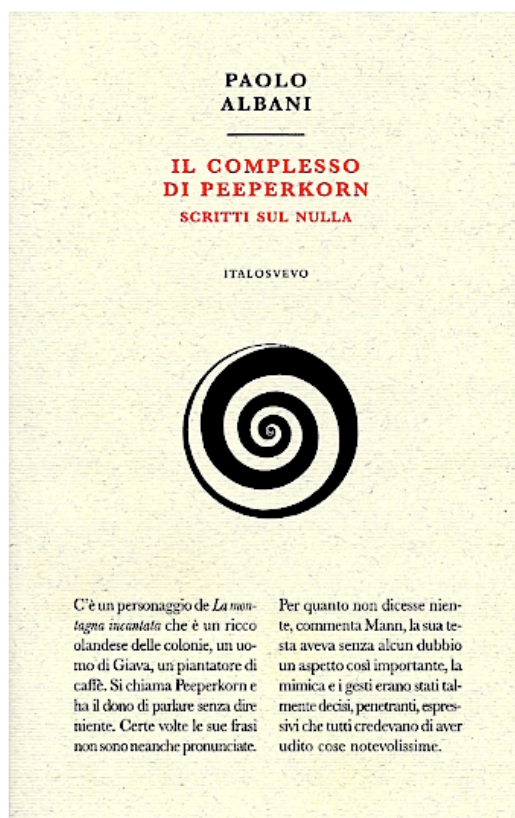 PAOLO
ALBANI
IL COMPLESSO
DI PEEPERKORN
SCRITTI SUL NULLA
ITALOSVEVO
C'è un personaggio de La mon-
tagna incantata che è un ricco
olandese delle colonie, un uo-
mo di Giava, un piantatore di
caffè. Si chiama Peeperkorn e
ha il dono di parlare senza dire
niente. Certe volte le sue frasi
non sono neanche pronunciate.
Per quanto non dicesse nien-
te, commenta Mann, la sua te-
sta aveva senza alcun dubbio
un aspetto così importante, la
mimica e i gesti erano stati tal-
mente decisi, penetranti, espres-
sivi che tutti credevano di aver
udito cose notevolissime.